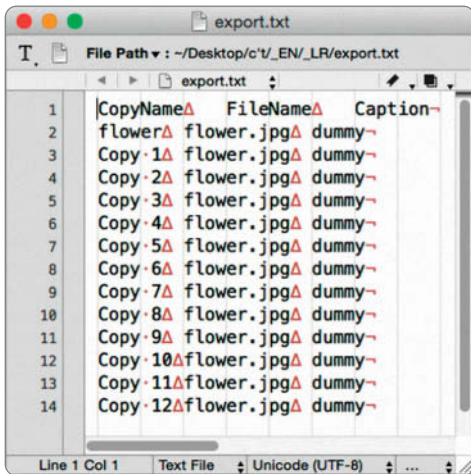 export.txt
File Path ▾ : ~/Desktop/c't/_EN/_LR/export.txt
export.txt
1 CopyName∆ FileName∆ Caption¬
2 flower∆ flower.jpg∆ dummy¬
3 Copy·1∆ flower.jpg∆ dummy¬
4 Copy·2∆ flower.jpg∆ dummy¬
5 Copy·3∆ flower.jpg∆ dummy¬
6 Copy·4∆ flower.jpg∆ dummy¬
7 Copy·5∆ flower.jpg∆ dummy¬
8 Copy·6∆ flower.jpg∆ dummy¬
9 Copy·7∆ flower.jpg∆ dummy¬
10 Copy·8∆ flower.jpg∆ dummy¬
11 Copy·9∆ flower.jpg∆ dummy¬
12 Copy·10∆flower.jpg∆ dummy¬
13 Copy·11∆flower.jpg∆ dummy¬
14 Copy·12∆flower.jpg∆ dummy¬
Line 1 Col 1 Text File Unicode (UTF-8) ...